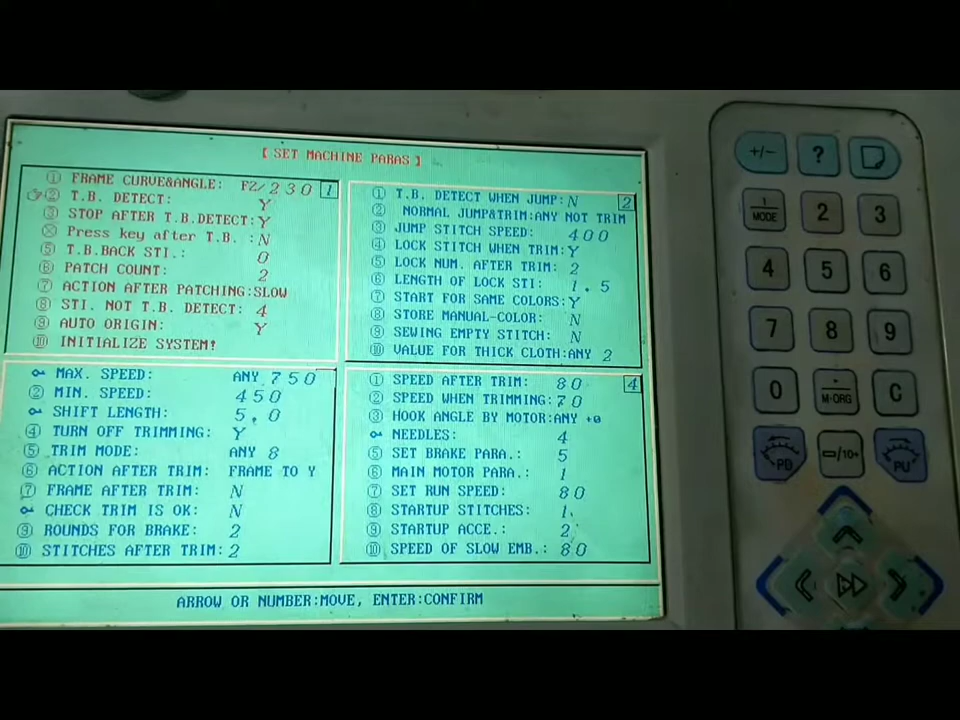 [ SET MACHINE PARAS ]
① FRAME CURVE&ANGLE: FZ/230 1
② T.B. DETECT: Y
③ STOP AFTER T.B.DETECT:Y
Press key after T.B. :N
⑤ T.B.BACK STI.: 0
⑥ PATCH COUNT: 2
⑦ ACTION AFTER PATCHING:SLOW
⑧ STI. NOT T.B. DETECT: 4
⑨ AUTO ORIGIN: Y
⑩ INITIALIZE SYSTEM?
① T.B. DETECT WHEN JUMP:N 2
② NORMAL JUMP&TRIM:ANY NOT TRIM
③ JUMP STITCH SPEED: 400
④ LOCK STITCH WHEN TRIM:Y
⑤ LOCK NUM. AFTER TRIM: 2
⑥ LENGTH OF LOCK STI: 1.5
⑦ START FOR SAME COLORS:Y
⑧ STORE MANUAL-COLOR: N
⑨ SEWING EMPTY STITCH: N
⑩ VALUE FOR THICK CLOTH:ANY 2
MAX. SPEED: ANY 750
② MIN. SPEED: 450
SHIFT LENGTH: 5.0
④ TURN OFF TRIMMING: Y
⑤ TRIM MODE: ANY 8
⑥ ACTION AFTER TRIM: FRAME TO Y
⑦ FRAME AFTER TRIM: N
CHECK TRIM IS OK: N
⑨ ROUNDS FOR BRAKE: 2
⑩ STITCHES AFTER TRIM:2
① SPEED AFTER TRIM: 80 4
② SPEED WHEN TRIMMING:70
③ HOOK ANGLE BY MOTOR:ANY +0
NEEDLES: 4
⑤ SET BRAKE PARA.: 5
⑥ MAIN MOTOR PARA.: 1
⑦ SET RUN SPEED: 80
⑧ STARTUP STITCHES: 1
⑨ STARTUP ACCE.: 2
⑩ SPEED OF SLOW EMB.: 80
ARROW OR NUMBER:MOVE, ENTER:CONFIRM
+/− ?
1 MODE 2 3
4 5 6
7 8 9
0 M-ORG C
PD /10+ PU